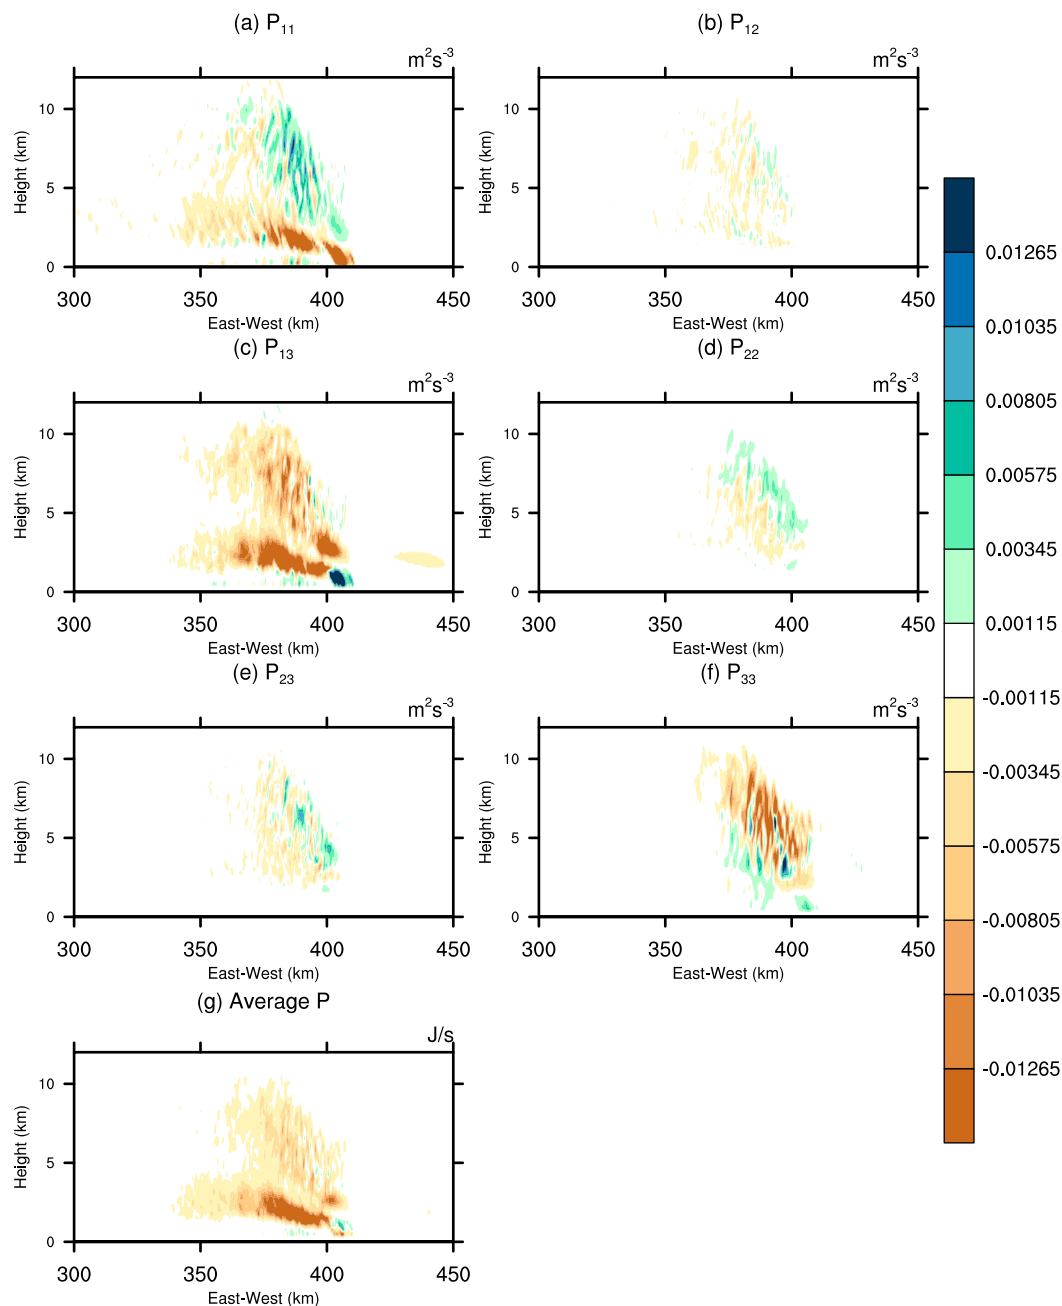 (a) P11
(b) P12
m²s⁻³
m²s⁻³
Height (km)
10
5
0
300 350 400 450
East-West (km)
Height (km)
10
5
0
300 350 400 450
East-West (km)
(c) P13
(d) P22
m²s⁻³
m²s⁻³
Height (km)
10
5
0
300 350 400 450
East-West (km)
Height (km)
10
5
0
300 350 400 450
East-West (km)
(e) P23
(f) P33
m²s⁻³
m²s⁻³
Height (km)
10
5
0
300 350 400 450
East-West (km)
Height (km)
10
5
0
300 350 400 450
East-West (km)
(g) Average P
J/s
Height (km)
10
5
0
300 350 400 450
East-West (km)
0.01265
0.01035
0.00805
0.00575
0.00345
0.00115
-0.00115
-0.00345
-0.00575
-0.00805
-0.01035
-0.01265